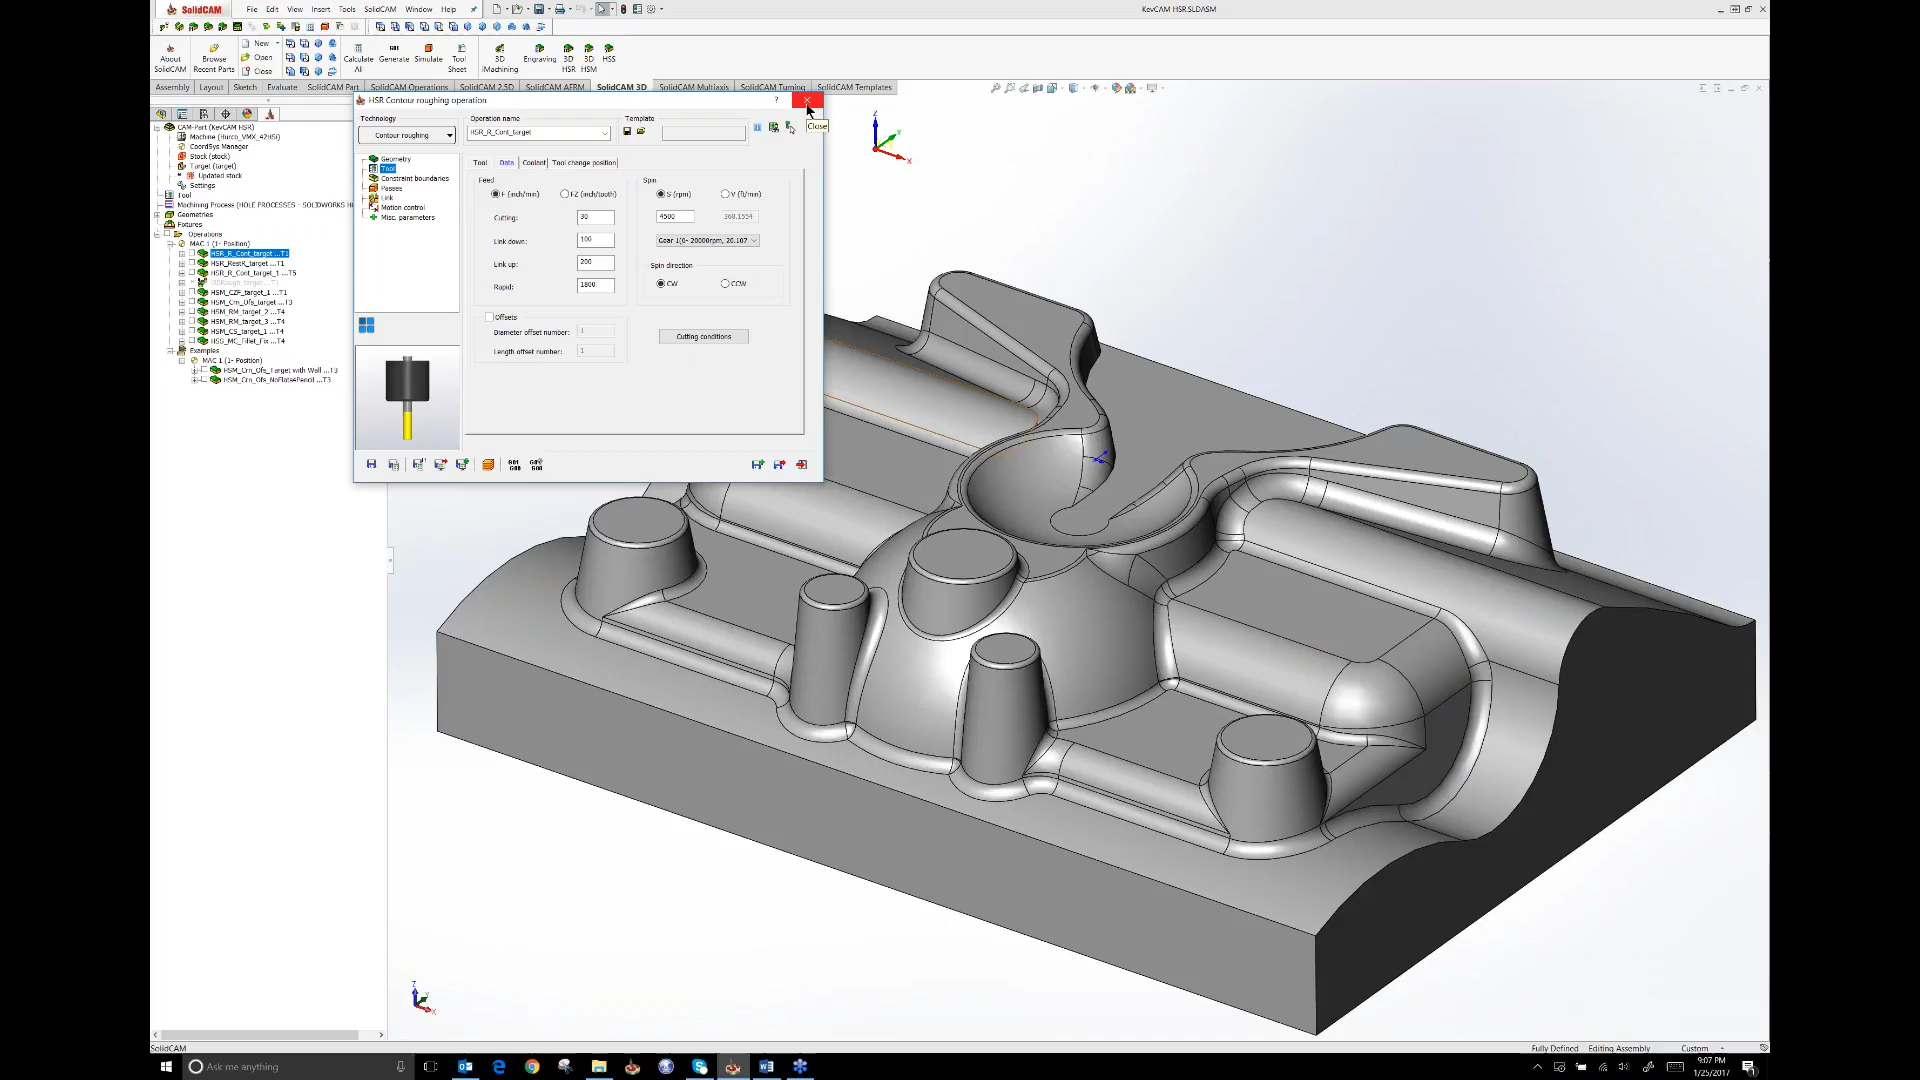 SolidCAM File Edit View Insert Tools SolidCAM Window Help KevCAM HSR.SLDASM
About SolidCAM Browse Recent Parts New Open Close Calculate All Generate Simulate Tool Sheet 3D iMachining Engraving 3D HSR 3D HSM HSS
Assembly Layout Sketch Evaluate SolidCAM Part SolidCAM Operations SolidCAM 2.5D SolidCAM AFRM SolidCAM 3D SolidCAM Multiaxis SolidCAM Turning SolidCAM Templates
CAM-Part (KevCAM HSR)
Machine (Hurco_VMX_42HSi)
CoordSys Manager
Stock (stock)
Target (target)
Updated stock
Settings
Tool
Machining Process (HOLE PROCESSES - SOLIDWORKS H
Geometries
Fixtures
Operations
MAC 1 (1- Position)
HSR_R_Cont_target ...T1
HSR_RestR_target ...T1
HSR_R_Cont_target_1 ...T5
HSM_CZF_target_1 ...T1
HSM_Crn_Ofs_target ...T3
HSM_RM_target_2 ...T4
HSM_RM_target_3 ...T4
HSM_CS_target_1 ...T4
HSS_MC_Fillet_Fix ...T4
Examples
MAC 1 (1- Position)
HSM_Crn_Ofs_Target with Wall ...T3
HSM_Crn_Ofs_NoFlats4Pencil ...T3
HSR Contour roughing operation ?
Close
Technology Operation name Template
Contour roughing HSR_R_Cont_target
Geometry
Tool
Constraint boundaries
Passes
Link
Motion control
Misc. parameters
Tool Data Coolant Tool change position
Feed Spin
F (inch/min) FZ (inch/tooth) S (rpm) V (ft/min)
Cutting: 30 4500 360.1554
Link down: 100 Gear 1(0- 20000rpm, 20.107
Link up: 200 Spin direction
Rapid: 1800 CW CCW
Offsets
Diameter offset number: 1 Cutting conditions
Length offset number: 1
Z Y X
Z X
SolidCAM Fully Defined Editing Assembly Custom
Ask me anything 9:07 PM
1/25/2017